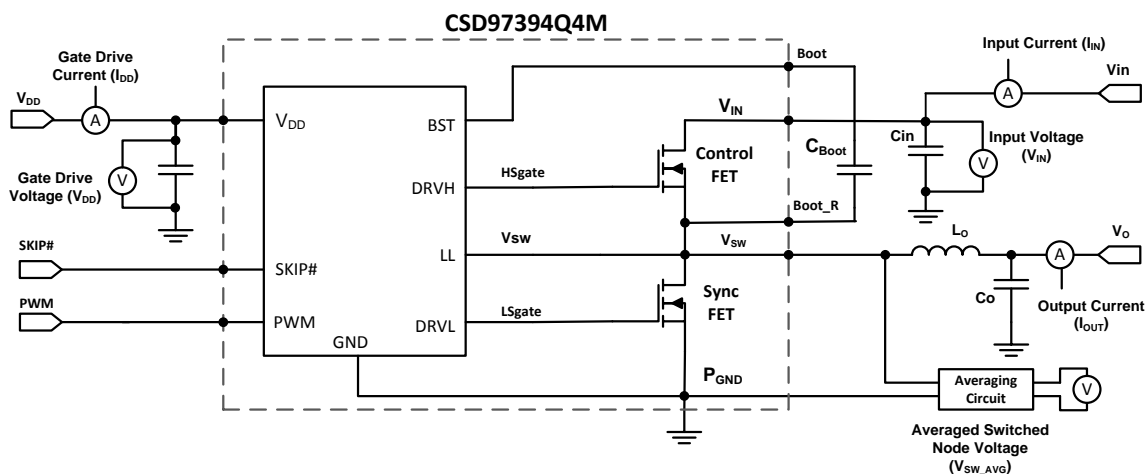 CSD97394Q4M
Gate Drive
Current (IDD)
VDD
A
V
Gate Drive
Voltage (VDD)
SKIP#
PWM
VDD
BST
DRVH
LL
DRVL
SKIP#
PWM
GND
HSgate
Vsw
LSgate
Control
FET
Sync
FET
VIN
VSW
PGND
Boot
CBoot
Boot_R
Input Current (IIN)
A
Vin
Cin
V
Input Voltage
(VIN)
LO
VO
A
Co
Output Current
(IOUT)
Averaging
Circuit
V
Averaged Switched
Node Voltage
(VSW_AVG)